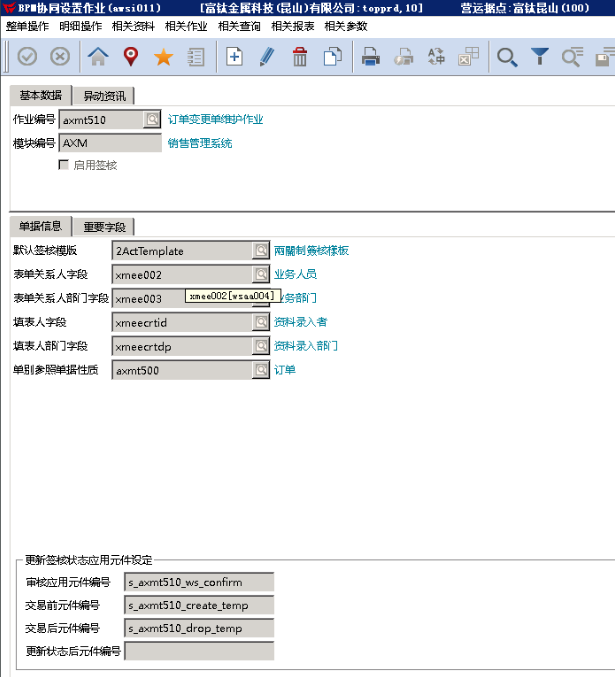 BPM协同设置作业(awsi011) [富钛金属科技(昆山)有限公司:topprd,10] 营运据点:富钛昆山(100)
整单操作 明细操作 相关资料 相关作业 相关查询 相关报表 相关参数
基本数据 异动资讯
作业编号 axmt510 订单变更单维护作业
模块编号 AXM 销售管理系统
启用签核
单据信息 重要字段
默认签核模版 2ActTemplate 兩關制簽核樣板
表单关系人字段 xmee002 业务人员
表单关系人部门字段 xmee003 xmee002[wsaa004] 业务部门
填表人字段 xmeecrtid 资料录入者
填表人部门字段 xmeecrtdp 资料录入部门
单别参照单据性质 axmt500 订单
更新签核状态应用元件设定
审核应用元件编号 s_axmt510_ws_confirm
交易前元件编号 s_axmt510_create_temp
交易后元件编号 s_axmt510_drop_temp
更新状态后元件编号